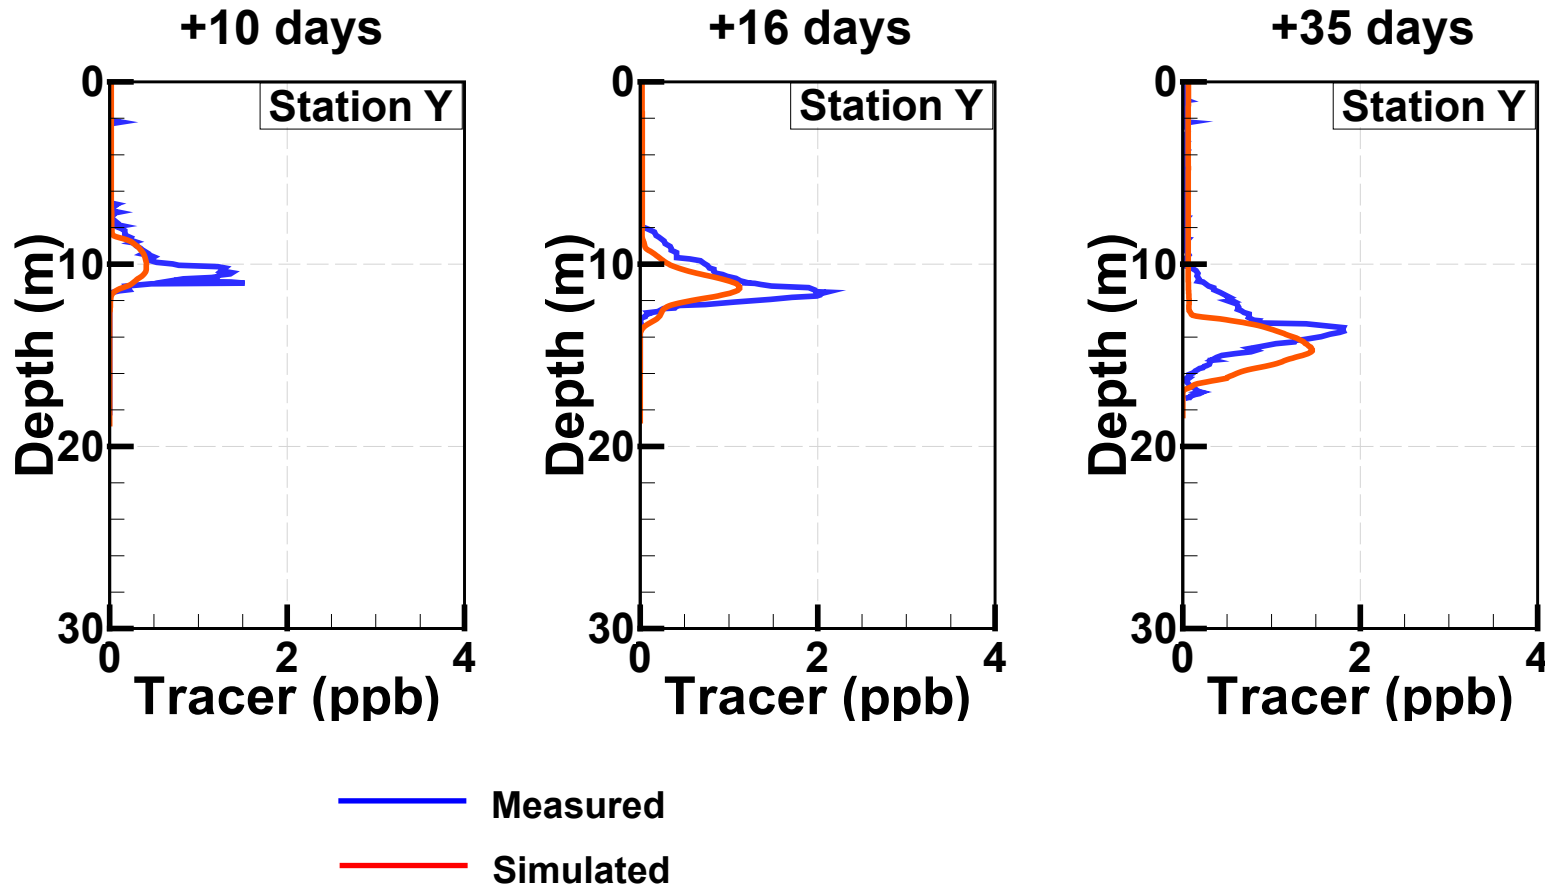 +10 days
+16 days
+35 days
Station Y
Station Y
Station Y
0
10
20
30
Depth (m)
0
2
4
Tracer (ppb)
0
10
20
30
Depth (m)
0
2
4
Tracer (ppb)
0
10
20
30
Depth (m)
0
2
4
Tracer (ppb)
Measured
Simulated